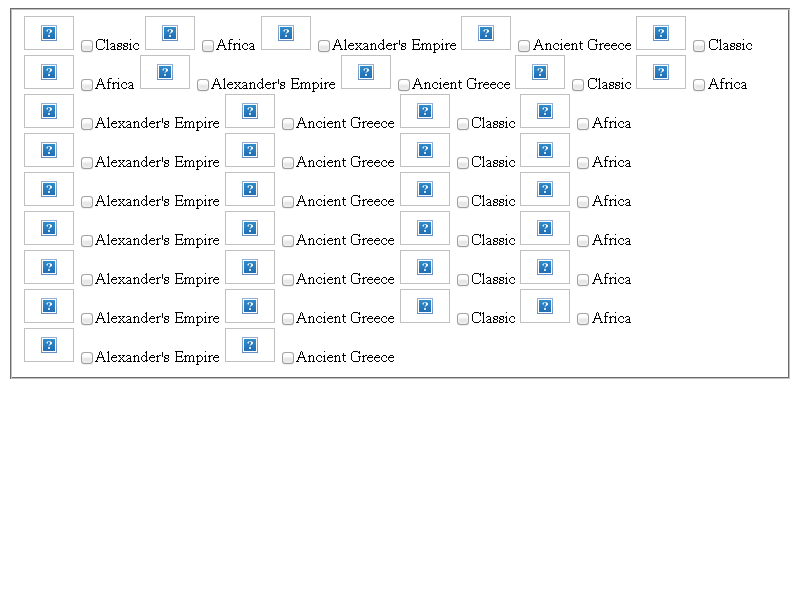 Classic Africa Alexander's Empire Ancient Greece Classic
Africa Alexander's Empire Ancient Greece Classic Africa
Alexander's Empire Ancient Greece Classic Africa
Alexander's Empire Ancient Greece Classic Africa
Alexander's Empire Ancient Greece Classic Africa
Alexander's Empire Ancient Greece Classic Africa
Alexander's Empire Ancient Greece Classic Africa
Alexander's Empire Ancient Greece Classic Africa
Alexander's Empire Ancient Greece